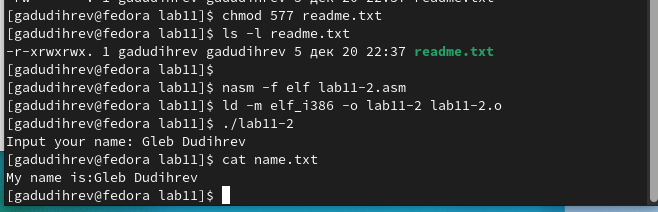 [gadudihrev@fedora lab11]$ chmod 577 readme.txt
[gadudihrev@fedora lab11]$ ls -l readme.txt
-r-xrwxrwx. 1 gadudihrev gadudihrev 5 дек 20 22:37 readme.txt
[gadudihrev@fedora lab11]$
[gadudihrev@fedora lab11]$ nasm -f elf lab11-2.asm
[gadudihrev@fedora lab11]$ ld -m elf_i386 -o lab11-2 lab11-2.o
[gadudihrev@fedora lab11]$ ./lab11-2
Input your name: Gleb Dudihrev
[gadudihrev@fedora lab11]$ cat name.txt
My name is:Gleb Dudihrev
[gadudihrev@fedora lab11]$